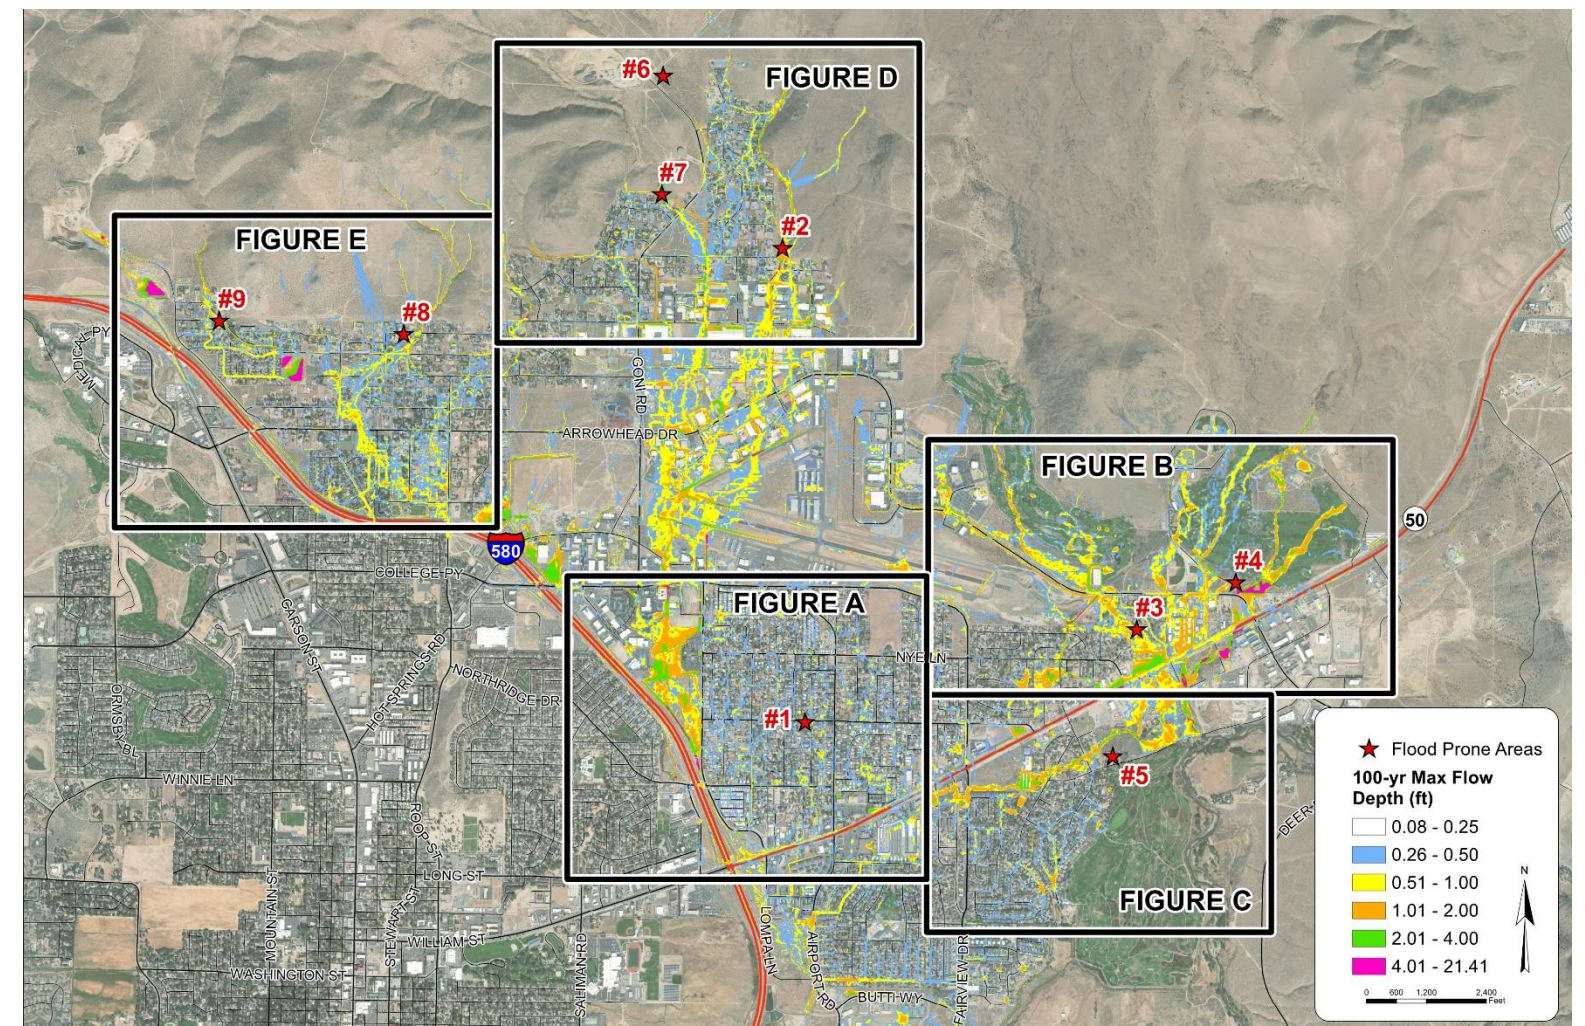 #6
FIGURE D
#7
#2
FIGURE E
#9
#8
MEDICAL PY
GONI RD
ARROWHEAD DR
FIGURE B
50
580
COLLEGE PY
CARSON ST
HOT SPRINGS RD
NORTHRIDGE DR
ORMSBY BL
FIGURE A
#4
#3
NYE LN
#1
#5
WINNIE LN
ROOP ST
LONG ST
MOUNTAIN ST
STEWART ST
WILLIAM ST
WASHINGTON ST
SALIMAN RD
LOMPA LN
AIRPORT RD
BUTTI WY
FAIRVIEW DR
FIGURE C
DEER
Flood Prone Areas
100-yr Max Flow
Depth (ft)
0.08 - 0.25
0.26 - 0.50
0.51 - 1.00
1.01 - 2.00
2.01 - 4.00
4.01 - 21.41
N
0 600 1,200 2,400
Feet